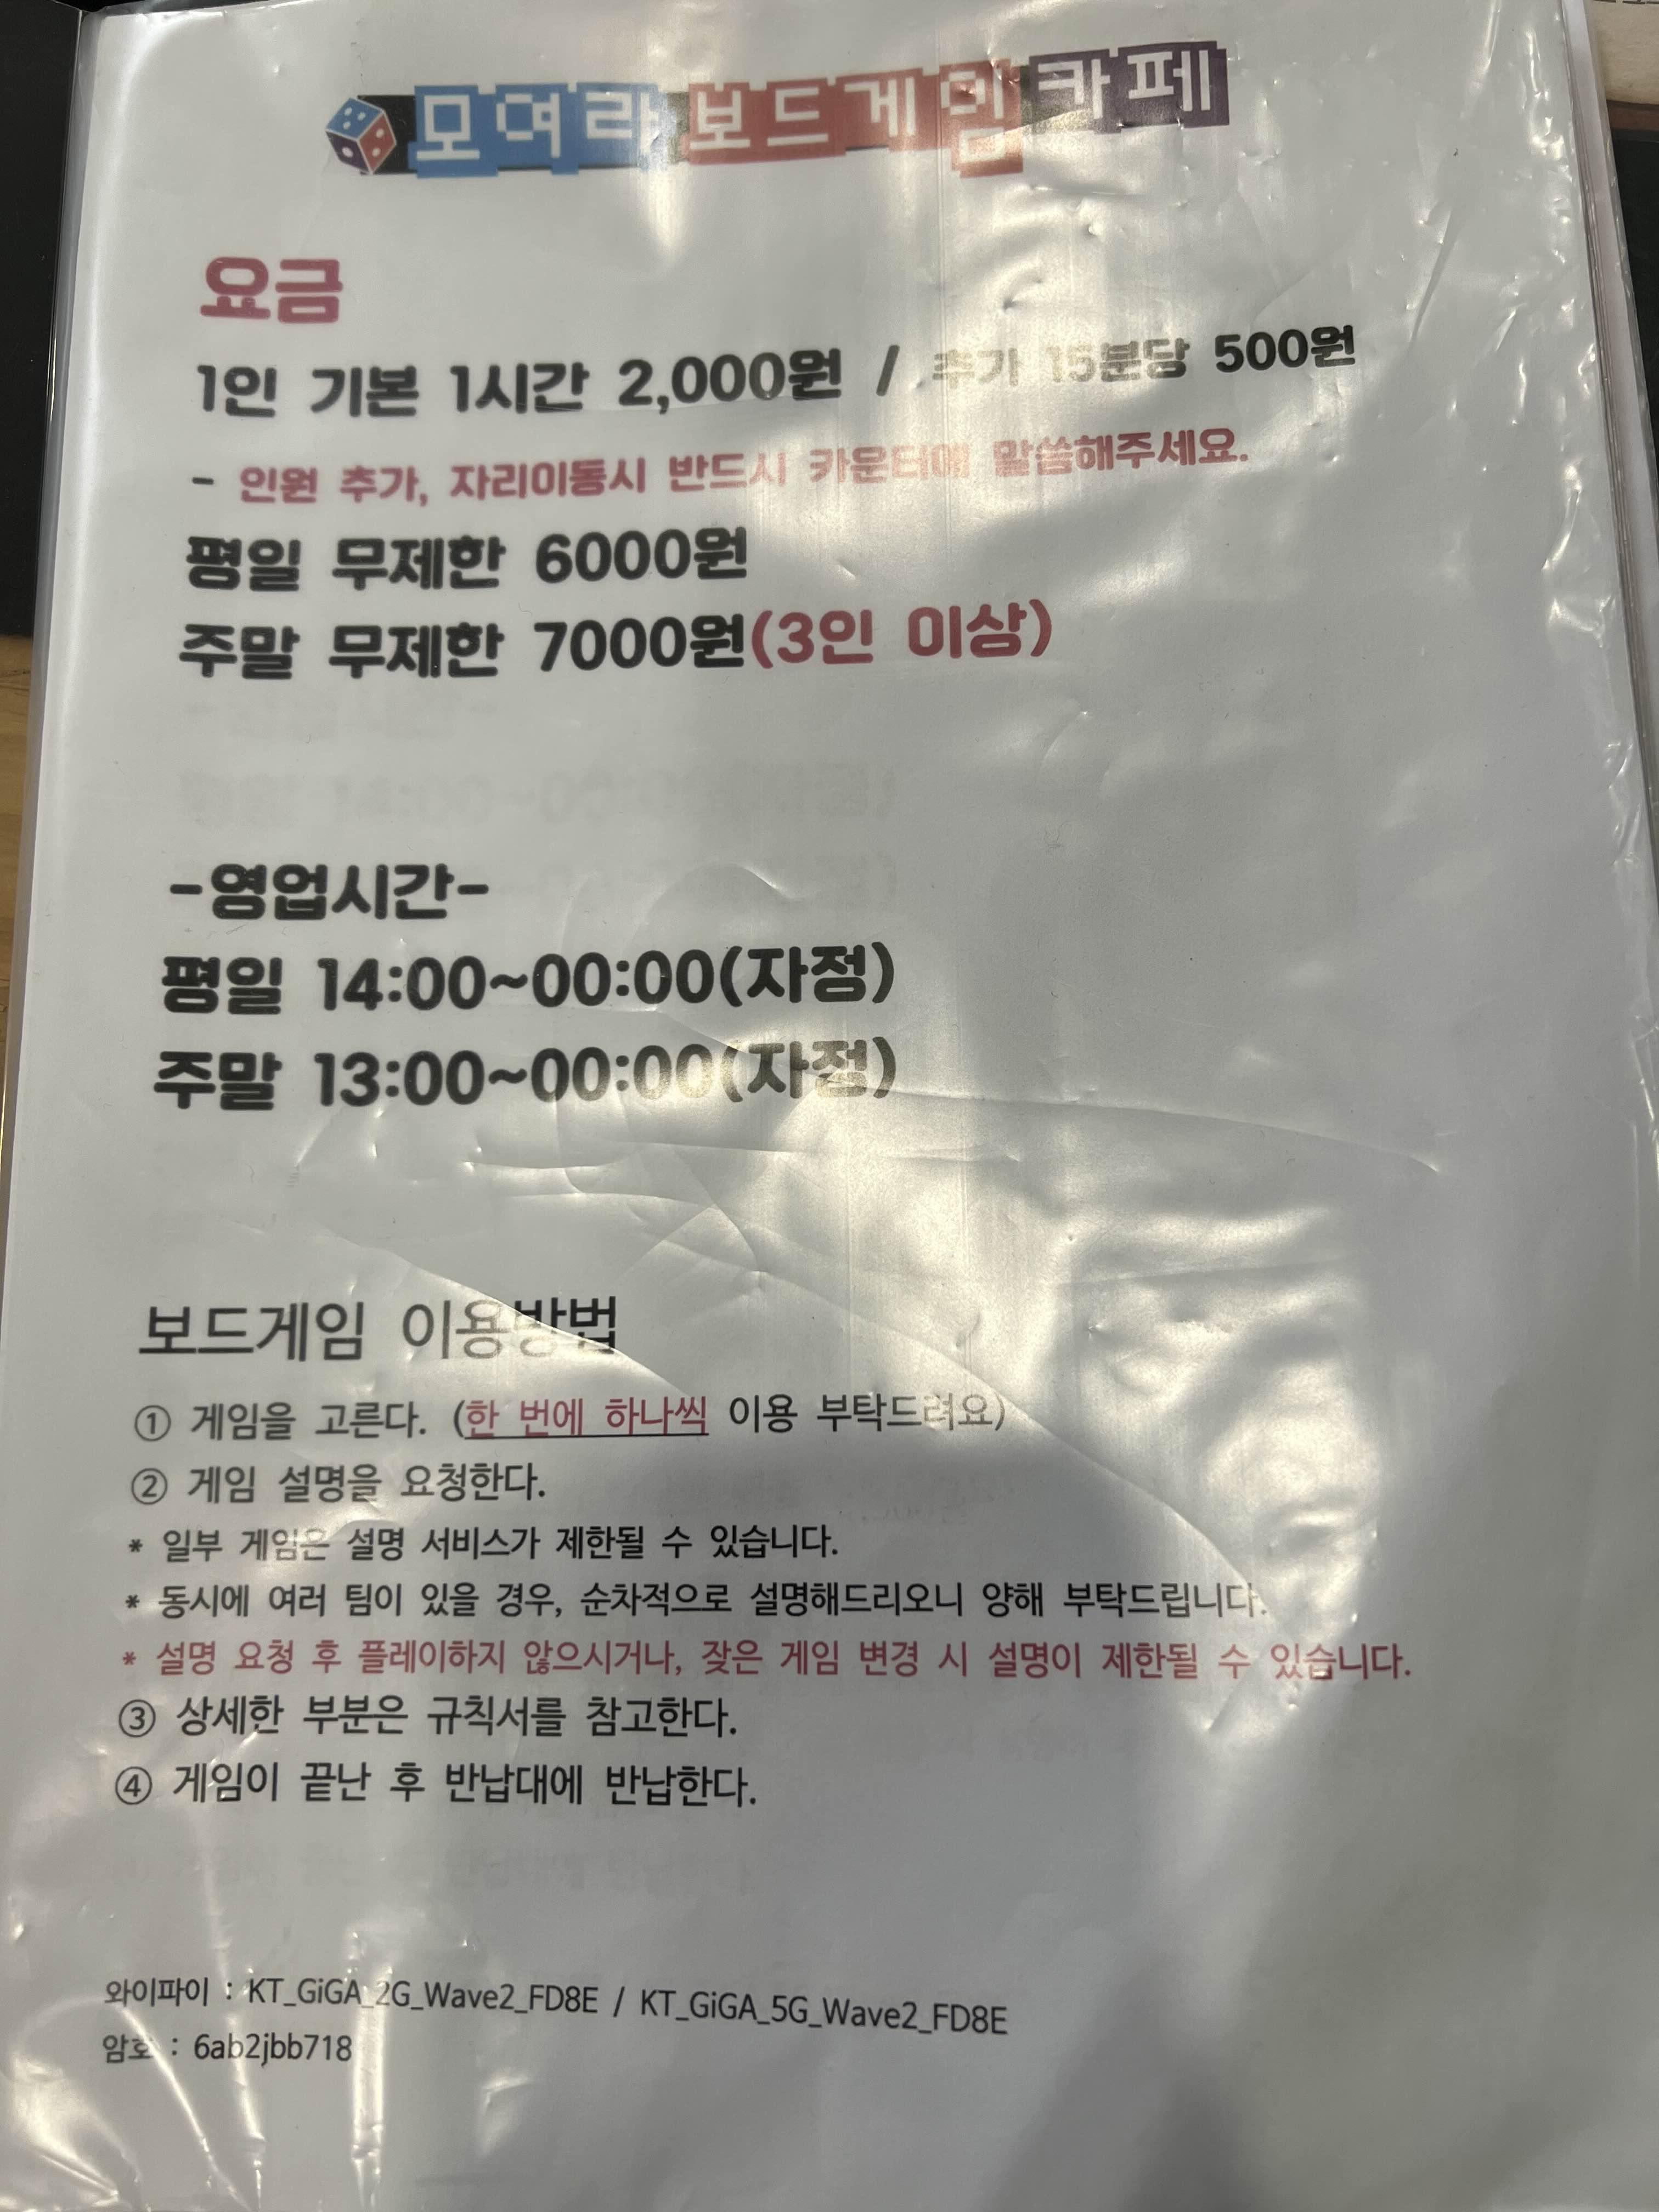 모여라 보드게임 카페
요금
1인 기본 1시간 2,000원 / 추가 15분당 500원
- 인원 추가, 자리이동시 반드시 카운터에 말씀해주세요.
평일 무제한 6000원
주말 무제한 7000원(3인 이상)
-영업시간-
평일 14:00~00:00(자정)
주말 13:00~00:00(자정)
보드게임 이용방법
① 게임을 고른다. (한 번에 하나씩 이용 부탁드려요)
② 게임 설명을 요청한다.
* 일부 게임은 설명 서비스가 제한될 수 있습니다.
* 동시에 여러 팀이 있을 경우, 순차적으로 설명해드리오니 양해 부탁드립니다.
* 설명 요청 후 플레이하지 않으시거나, 잦은 게임 변경 시 설명이 제한될 수 있습니다.
③ 상세한 부분은 규칙서를 참고한다.
④ 게임이 끝난 후 반납대에 반납한다.
와이파이 : KT_GiGA_2G_Wave2_FD8E / KT_GiGA_5G_Wave2_FD8E
암호 : 6ab2jbb718